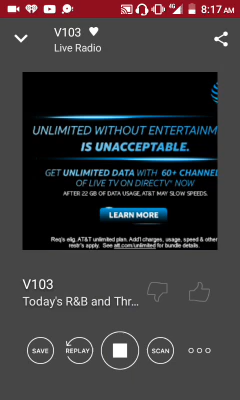 4G 8:17 AM
V103
Live Radio
UNLIMITED WITHOUT ENTERTAINM
IS UNACCEPTABLE.
GET UNLIMITED DATA WITH 60+ CHANNEL
OF LIVE TV ON DIRECTV NOW
AFTER 22 GB OF DATA USAGE, AT&T MAY SLOW SPEEDS.
LEARN MORE
Req's elig. AT&T unlimited plan. Add'l charges, usage, speed & other
restr's apply. See att.com/unlimited for bundle details.
V103
Today's R&B and Thr...
SAVE
REPLAY
SCAN